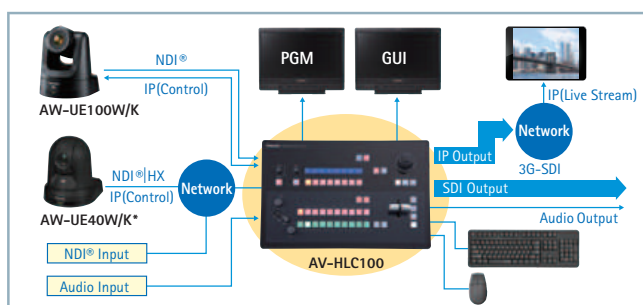 NDI®
IP(Control)
AW-UE100W/K
PGM
GUI
IP(Live Stream)
Network
IP Output
3G-SDI
SDI Output
Audio Output
NDI®|HX
IP(Control)
Network
AW-UE40W/K*
NDI® Input
Audio Input
AV-HLC100